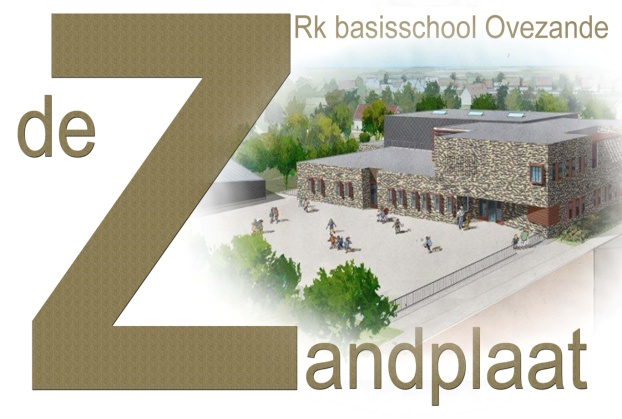 Rk basisschool Ovezande
de
Zandplaat